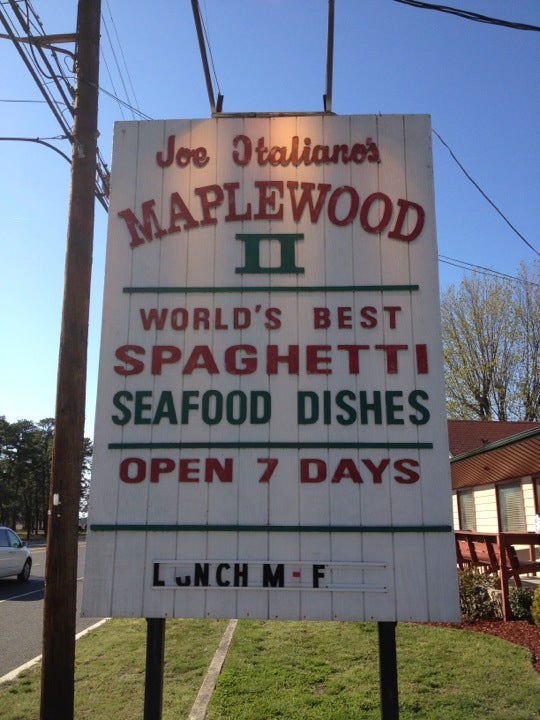 Joe Italiano's
MAPLEWOOD
II
WORLD'S BEST
SPAGHETTI
SEAFOOD DISHES
OPEN 7 DAYS
LUNCH M-F